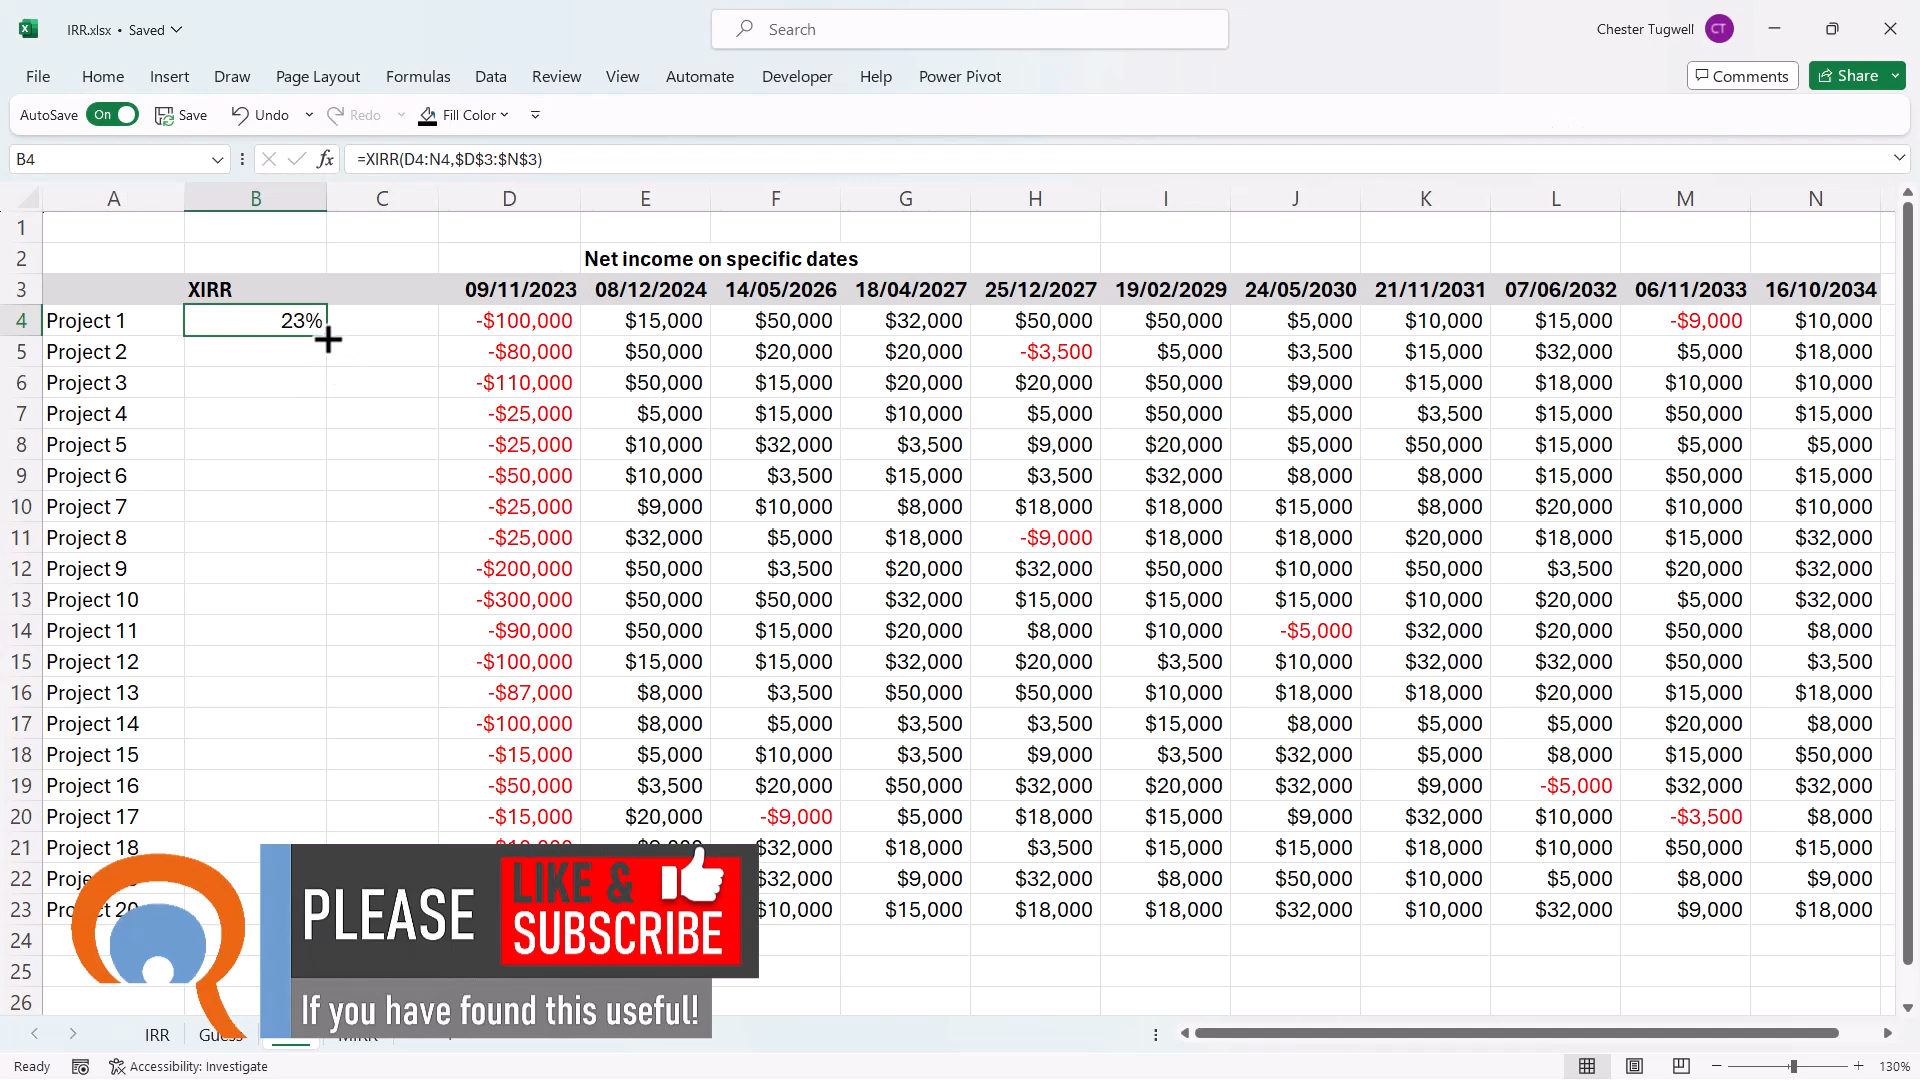 IRR.xlsx • Saved
Search
Chester Tugwell CT
File Home Insert Draw Page Layout Formulas Data Review View Automate Developer Help Power Pivot Comments Share
AutoSave On Save Undo Redo Fill Color
B4 fx =XIRR(D4:N4,$D$3:$N$3)
A B C D E F G H I J K L M N
1
2 Net income on specific dates
3 XIRR 09/11/2023 08/12/2024 14/05/2026 18/04/2027 25/12/2027 19/02/2029 24/05/2030 21/11/2031 07/06/2032 06/11/2033 16/10/2034
4 Project 1 23% -$100,000 $15,000 $50,000 $32,000 $50,000 $50,000 $5,000 $10,000 $15,000 -$9,000 $10,000
5 Project 2 -$80,000 $50,000 $20,000 $20,000 -$3,500 $5,000 $3,500 $15,000 $32,000 $5,000 $18,000
6 Project 3 -$110,000 $50,000 $15,000 $20,000 $20,000 $50,000 $9,000 $15,000 $18,000 $10,000 $10,000
7 Project 4 -$25,000 $5,000 $15,000 $10,000 $5,000 $50,000 $5,000 $3,500 $15,000 $50,000 $15,000
8 Project 5 -$25,000 $10,000 $32,000 $3,500 $9,000 $20,000 $5,000 $50,000 $15,000 $5,000 $5,000
9 Project 6 -$50,000 $10,000 $3,500 $15,000 $3,500 $32,000 $8,000 $8,000 $15,000 $50,000 $15,000
10 Project 7 -$25,000 $9,000 $10,000 $8,000 $18,000 $18,000 $15,000 $8,000 $20,000 $10,000 $10,000
11 Project 8 -$25,000 $32,000 $5,000 $18,000 -$9,000 $18,000 $18,000 $20,000 $18,000 $15,000 $32,000
12 Project 9 -$200,000 $50,000 $3,500 $20,000 $32,000 $50,000 $10,000 $50,000 $3,500 $20,000 $32,000
13 Project 10 -$300,000 $50,000 $50,000 $32,000 $15,000 $15,000 $15,000 $10,000 $20,000 $5,000 $32,000
14 Project 11 -$90,000 $50,000 $15,000 $20,000 $8,000 $10,000 -$5,000 $32,000 $20,000 $50,000 $8,000
15 Project 12 -$100,000 $15,000 $15,000 $32,000 $20,000 $3,500 $10,000 $32,000 $32,000 $50,000 $3,500
16 Project 13 -$87,000 $8,000 $3,500 $50,000 $50,000 $10,000 $18,000 $18,000 $20,000 $15,000 $18,000
17 Project 14 -$100,000 $8,000 $5,000 $3,500 $3,500 $15,000 $8,000 $5,000 $5,000 $20,000 $8,000
18 Project 15 -$15,000 $5,000 $10,000 $3,500 $9,000 $3,500 $32,000 $5,000 $8,000 $15,000 $50,000
19 Project 16 -$50,000 $3,500 $20,000 $50,000 $32,000 $20,000 $32,000 $9,000 -$5,000 $32,000 $32,000
20 Project 17 -$15,000 $20,000 -$9,000 $5,000 $18,000 $15,000 $9,000 $32,000 $10,000 -$3,500 $8,000
21 Project 18 $32,000 $18,000 $3,500 $15,000 $15,000 $18,000 $10,000 $50,000 $15,000
22 $32,000 $9,000 $32,000 $8,000 $50,000 $10,000 $5,000 $8,000 $9,000
23 $10,000 $15,000 $18,000 $18,000 $32,000 $10,000 $32,000 $9,000 $18,000
24
25
26
PLEASE LIKE & SUBSCRIBE
If you have found this useful!
IRR
Ready Accessibility: Investigate 130%